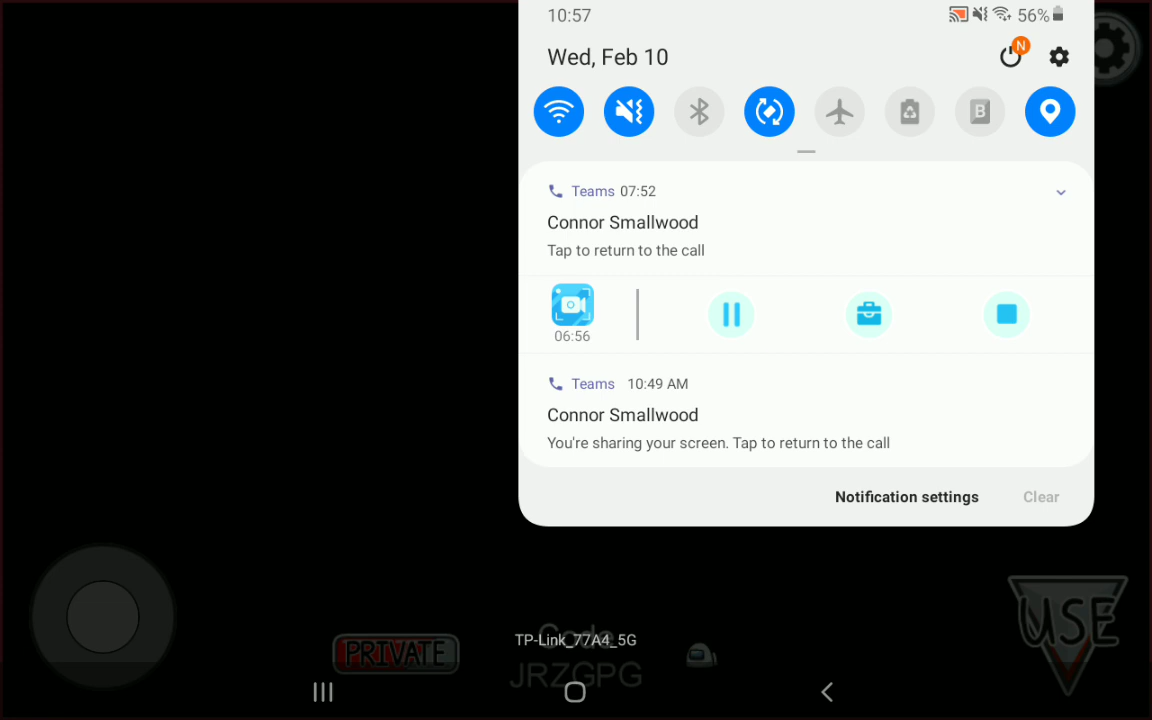 10:57
56%
Wed, Feb 10
N
B
Teams 07:52
Connor Smallwood
Tap to return to the call
06:56
Teams 10:49 AM
Connor Smallwood
You're sharing your screen. Tap to return to the call
Notification settings
Clear
USE
TP-Link_77A4_5G
Code
PRIVATE
JRZGPG